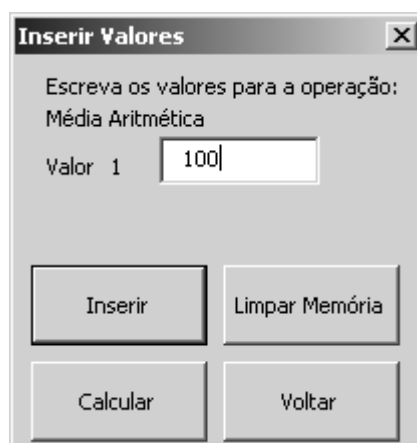 Inserir Valores
Escreva os valores para a operação:
Média Aritmética
Valor 1 100
Inserir Limpar Memória
Calcular Voltar